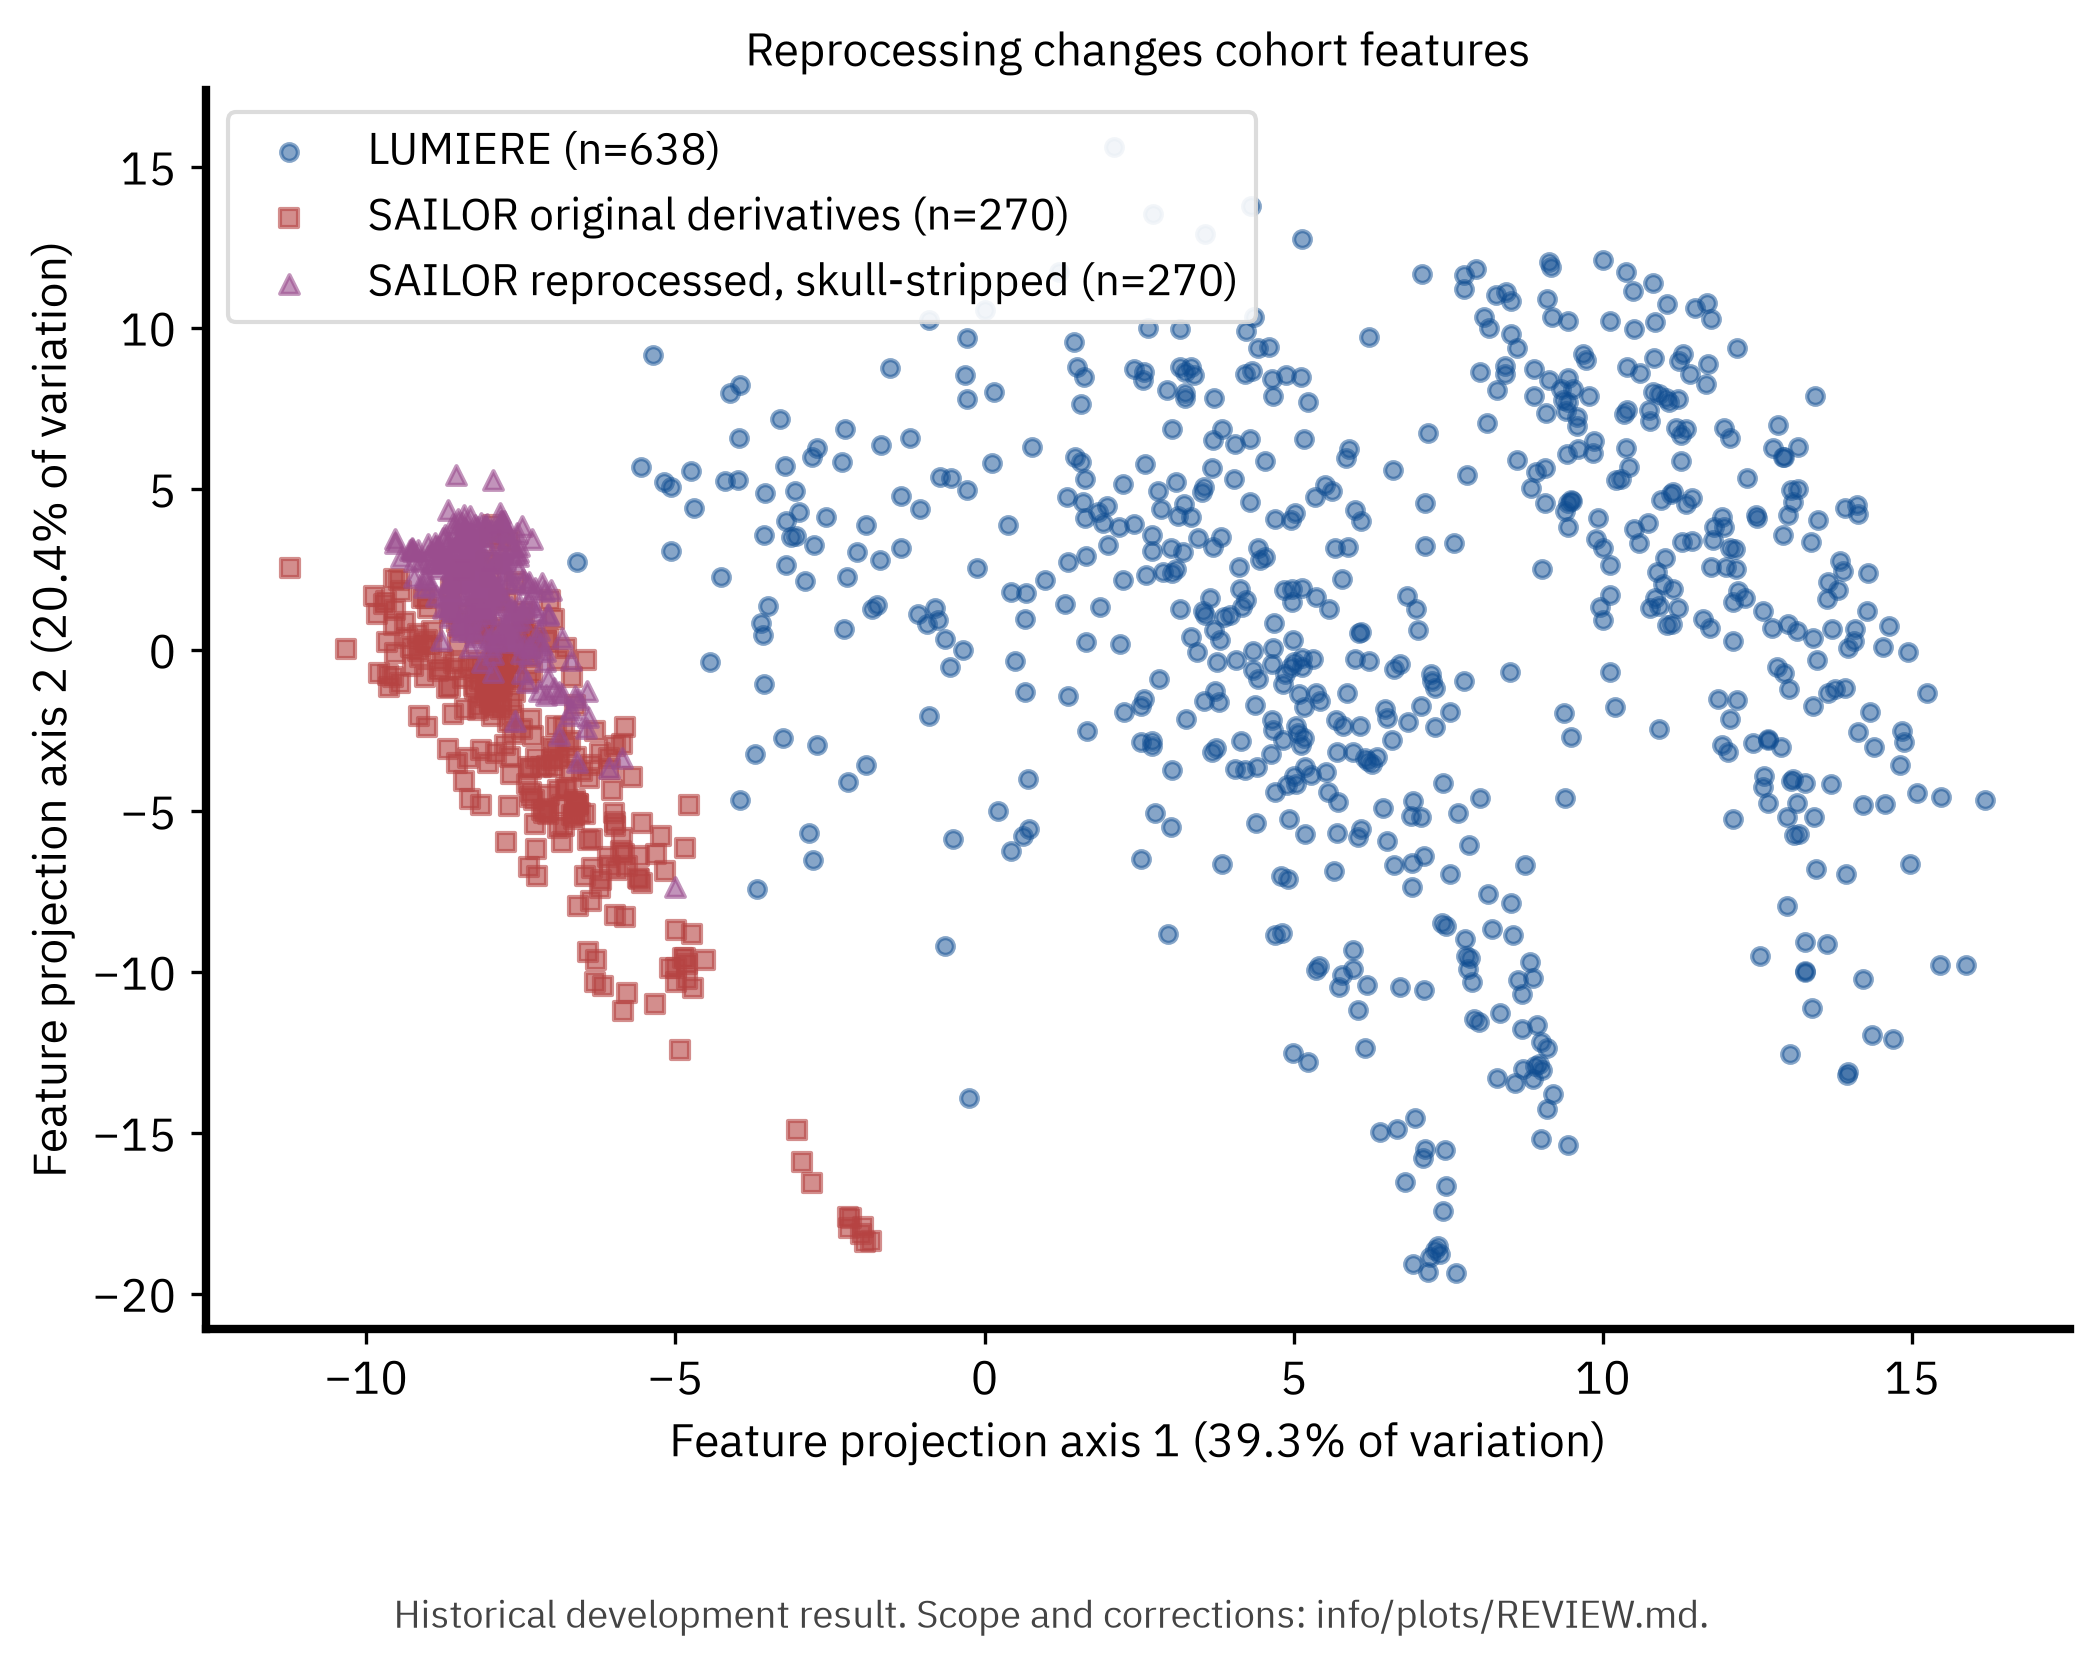 Reprocessing changes cohort features
LUMIERE (n=638)
SAILOR original derivatives (n=270)
SAILOR reprocessed, skull-stripped (n=270)
Feature projection axis 2 (20.4% of variation)
15
10
5
0
−5
−10
−15
−20
−10
−5
0
5
10
15
Feature projection axis 1 (39.3% of variation)
Historical development result. Scope and corrections: info/plots/REVIEW.md.